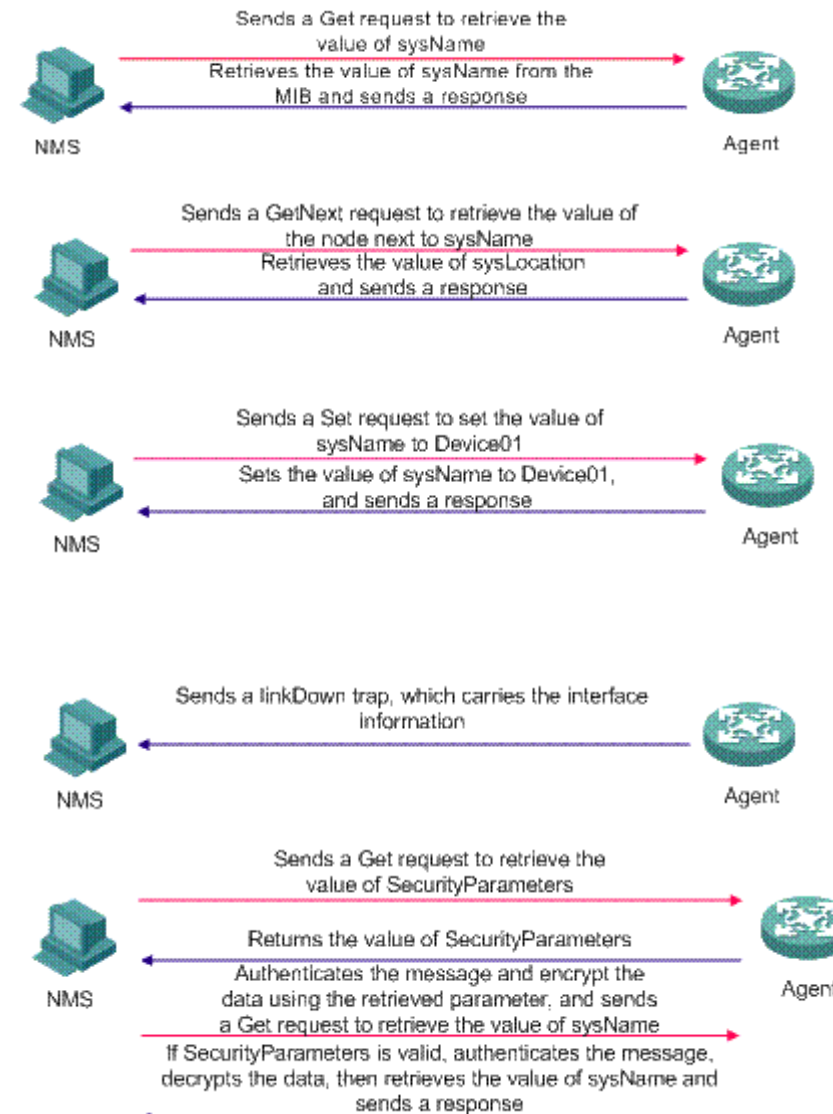 Sends a Get request to retrieve the
value of sysName
Retrieves the value of sysName from the
MIB and sends a response
NMS
Agent
Sends a GetNext request to retrieve the value of
the node next to sysName
Retrieves the value of sysLocation
and sends a response
NMS
Agent
Sends a Set request to set the value of
sysName to Device01
Sets the value of sysName to Device01,
and sends a response
NMS
Agent
Sends a linkDown trap, which carries the interface
information
NMS
Agent
Sends a Get request to retrieve the
value of SecurityParameters
Returns the value of SecurityParameters
Authenticates the message and encrypt the
data using the retrieved parameter, and sends
a Get request to retrieve the value of sysName
If SecurityParameters is valid, authenticates the message,
decrypts the data, then retrieves the value of sysName and
sends a response
NMS
Agent